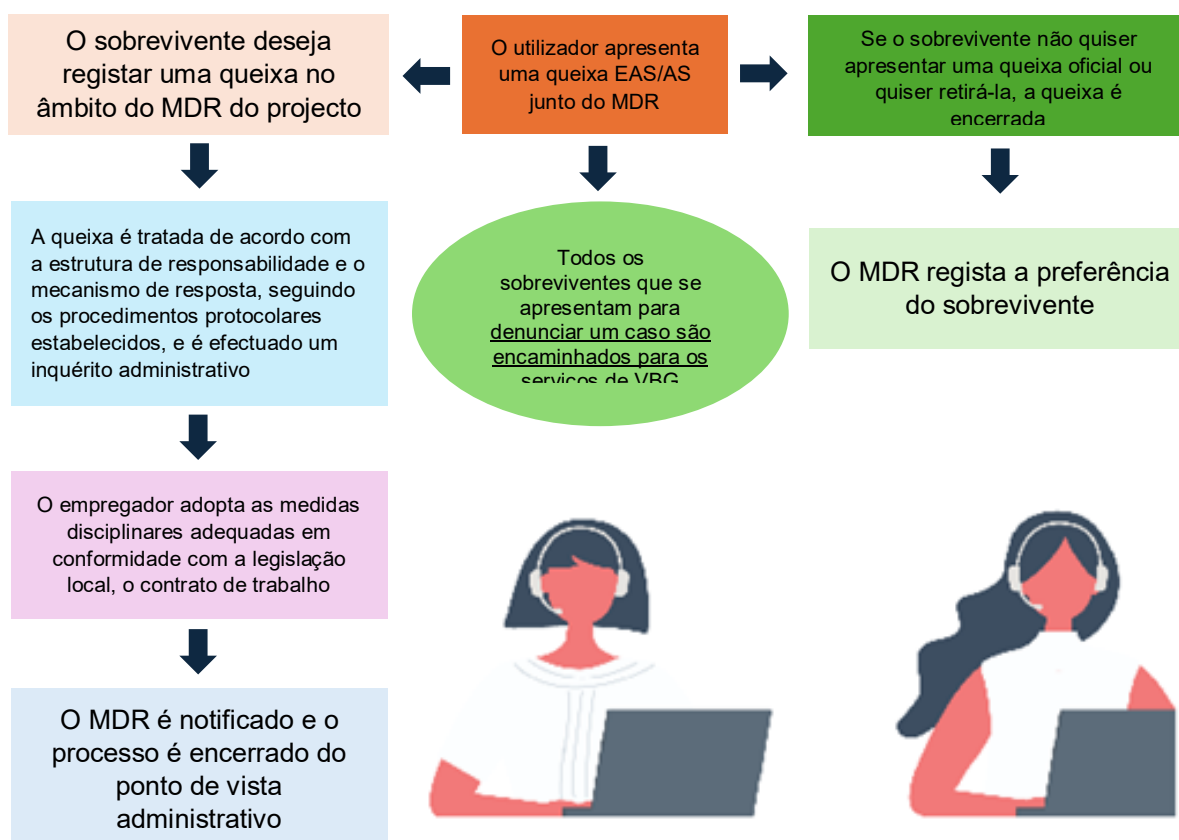 O sobrevivente deseja
registar uma queixa no
âmbito do MDR do projecto
O utilizador apresenta
uma queixa EAS/AS
junto do MDR
Se o sobrevivente não quiser
apresentar uma queixa oficial ou
quiser retirá-la, a queixa é
encerrada
A queixa é tratada de acordo com
a estrutura de responsabilidade e o
mecanismo de resposta, seguindo
os procedimentos protocolares
estabelecidos, e é efectuado um
inquérito administrativo
Todos os
sobreviventes que se
apresentam para
denunciar um caso são
encaminhados para os
serviços de VBG
O MDR regista a preferência
do sobrevivente
O empregador adopta as medidas
disciplinares adequadas em
conformidade com a legislação
local, o contrato de trabalho
O MDR é notificado e o
processo é encerrado do
ponto de vista
administrativo